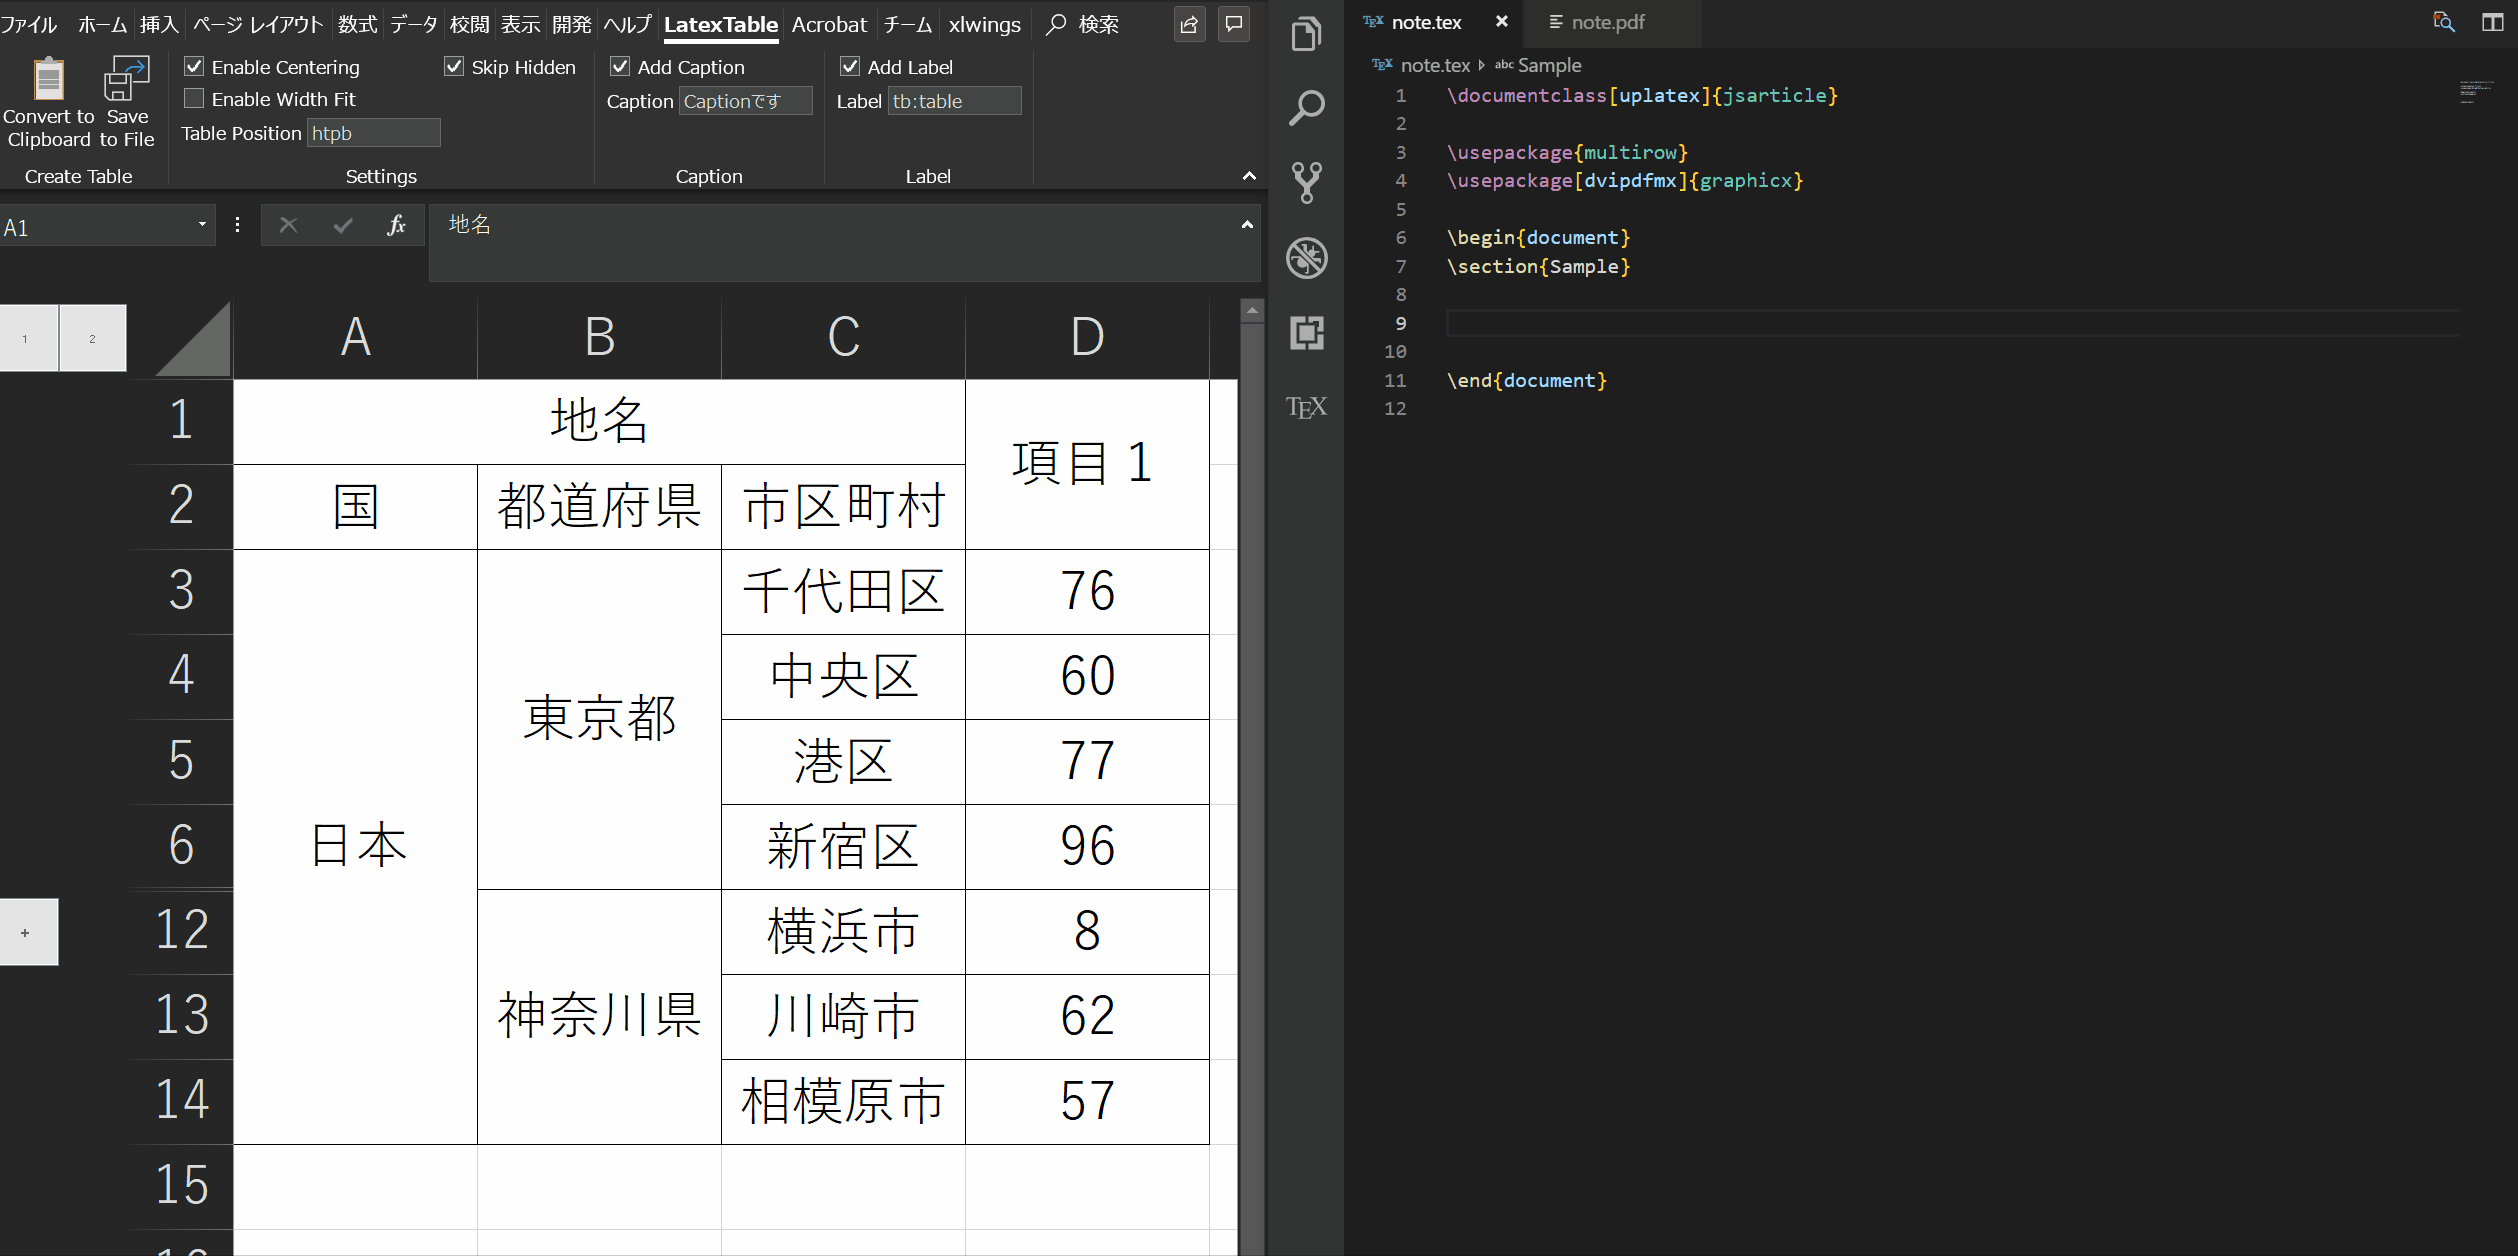 ファイル ホーム 挿入 ページ レイアウト 数式 データ 校閲 表示 開発 ヘルプ LatexTable Acrobat チーム xlwings 検索
Convert to Clipboard
Save to File
Create Table
Enable Centering
Enable Width Fit
Table Position htpb
Skip Hidden
Settings
Add Caption
Caption Captionです
Caption
Add Label
Label tb:table
Label
A1
fx
地名
1 2
A B C D
1 地名 項目1
2 国 都道府県 市区町村
3 日本 東京都 千代田区 76
4 中央区 60
5 港区 77
6 新宿区 96
+
12 神奈川県 横浜市 8
13 川崎市 62
14 相模原市 57
15
TEX
TEX note.tex × note.pdf
TEX note.tex abc Sample
1 \documentclass[uplatex]{jsarticle}
2
3 \usepackage{multirow}
4 \usepackage[dvipdfmx]{graphicx}
5
6 \begin{document}
7 \section{Sample}
8
9
10
11 \end{document}
12